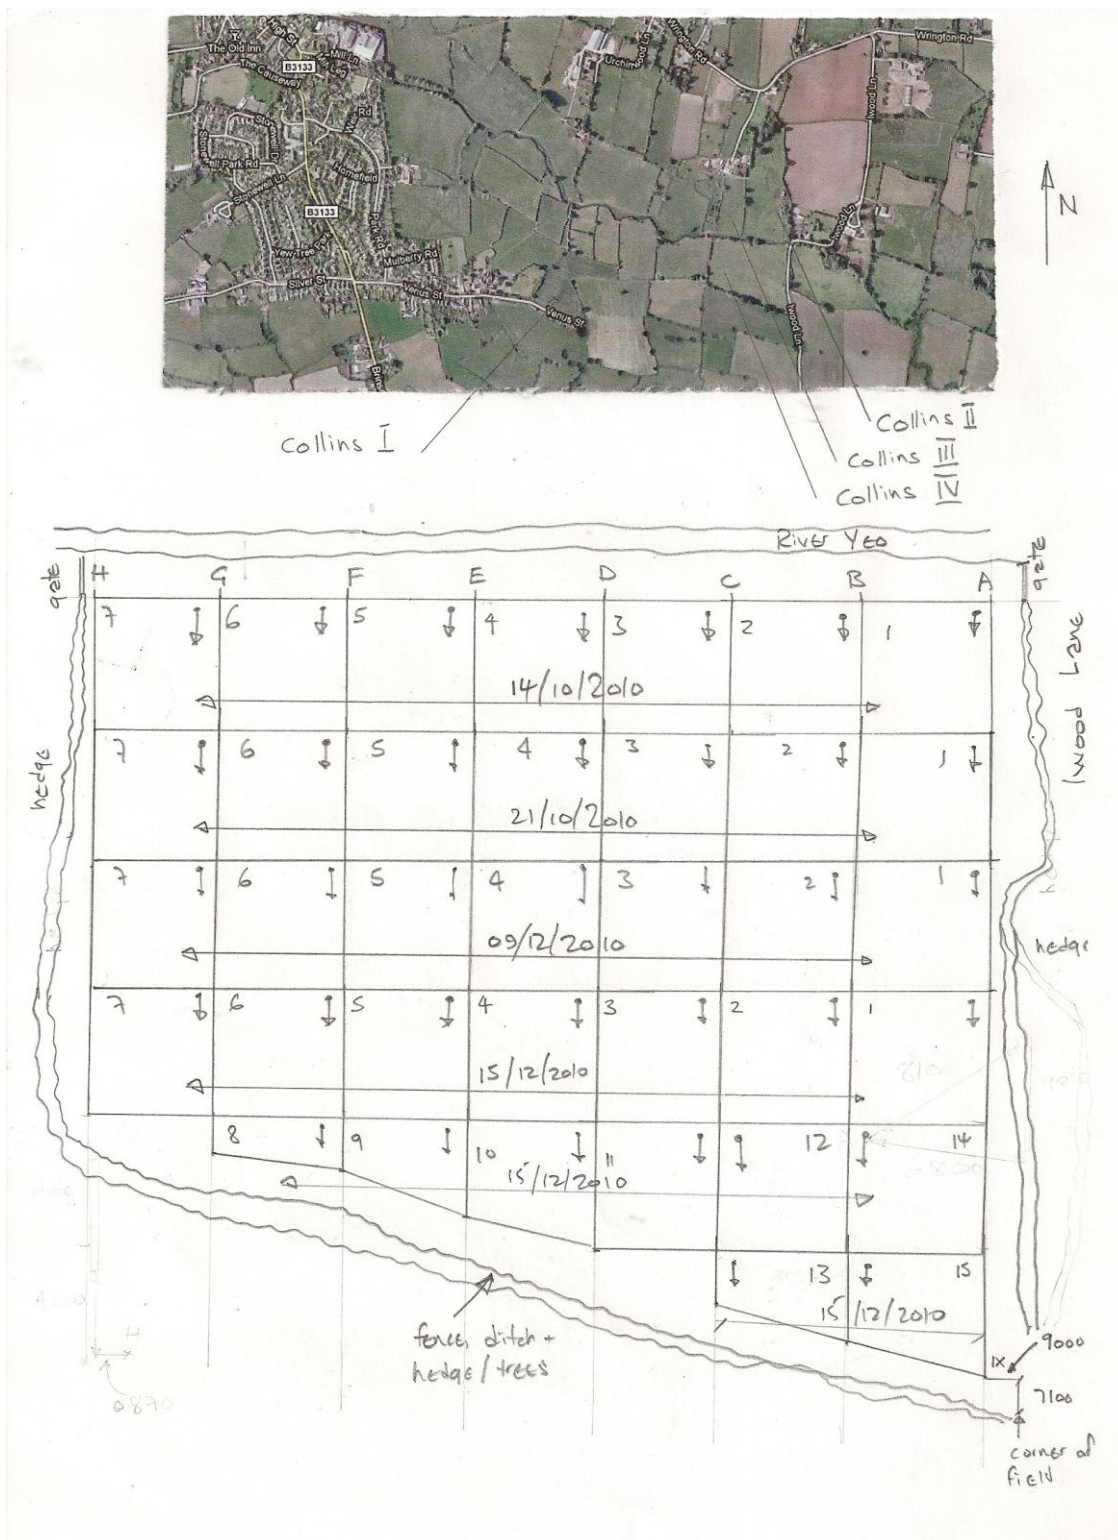 High St
The Old Inn
Mill Ln
B3133
The Causeway
Wrington Rd
Wrington Rd
Iwood Ln
Stonewell Park Rd
Stonewell Ln
Homefield
B3133
Park Rd
Iwood Ln
Yew Tree Park
Mulberry Rd
Silver St
Venus St
Venus St
Iwood Ln
N
Collins I
Collins II
Collins III
Collins IV
River Yeo
gate H G F E D C B A gate
7 6 5 4 3 2 1
14/10/2010
Iwood Lane
7 6 5 4 3 2 1
hedge
21/10/2010
7 6 5 4 3 2 1
09/12/2010
hedge
7 6 5 4 3 2 1
15/12/2010
8 9 10 11 12 14
15/12/2010
13 15
15/12/2010
fence, ditch +
hedge/trees
IX
9000
7100
corner of
field